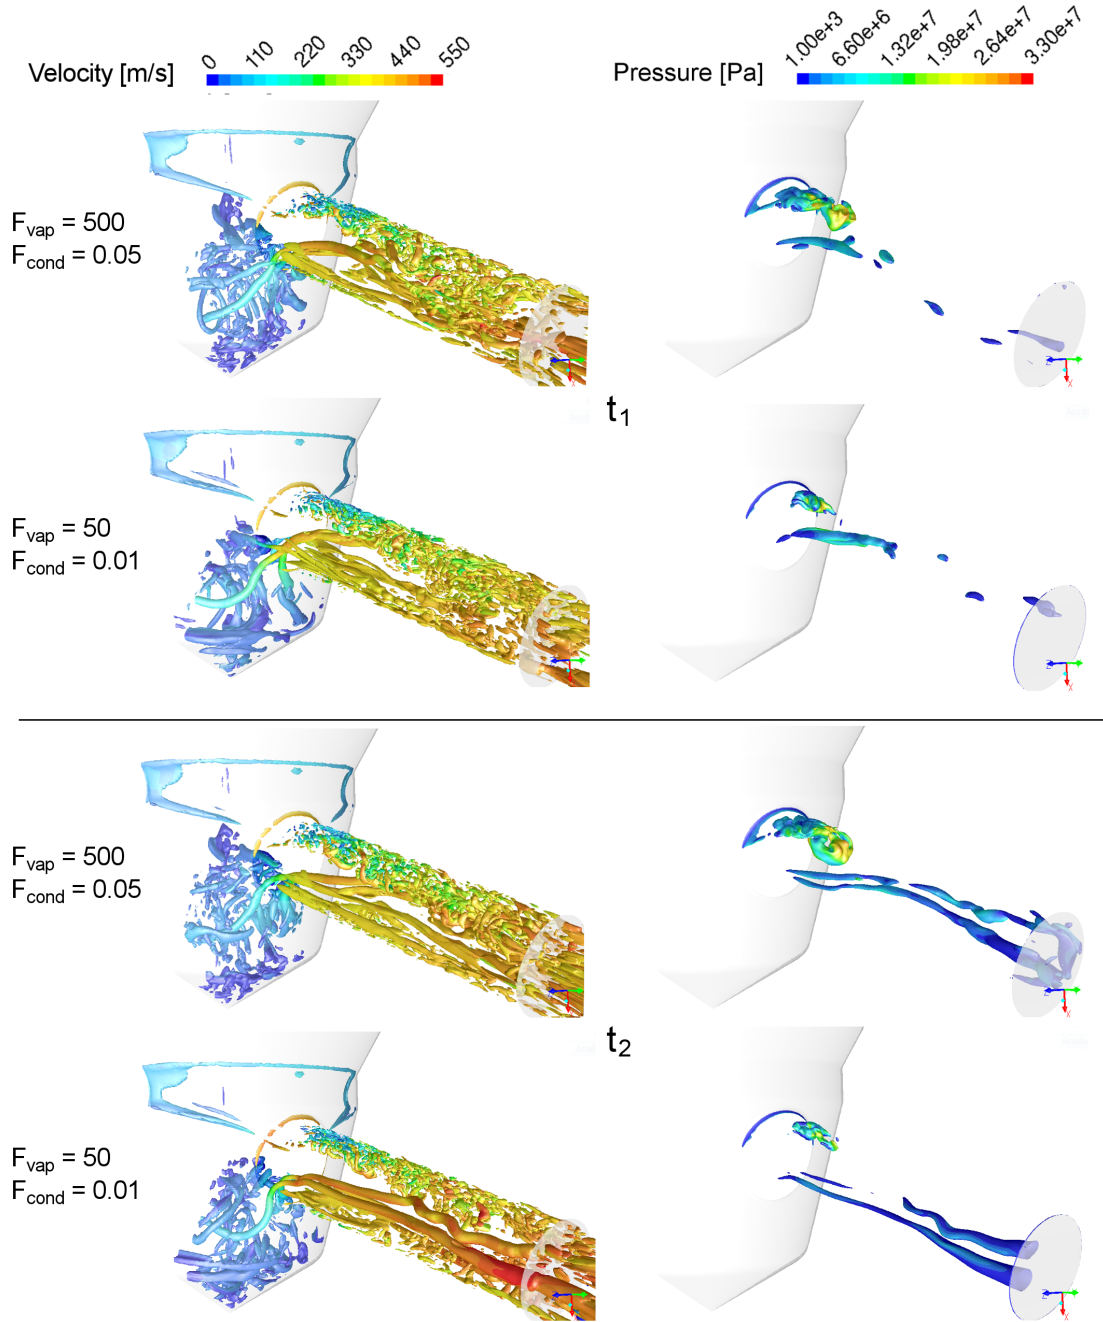 Velocity [m/s]
0 110 220 330 440 550
Pressure [Pa]
1.00e+3 6.60e+6 1.32e+7 1.98e+7 2.64e+7 3.30e+7
Fvap = 500
Fcond = 0.05
t1
Fvap = 50
Fcond = 0.01
Fvap = 500
Fcond = 0.05
t2
Fvap = 50
Fcond = 0.01